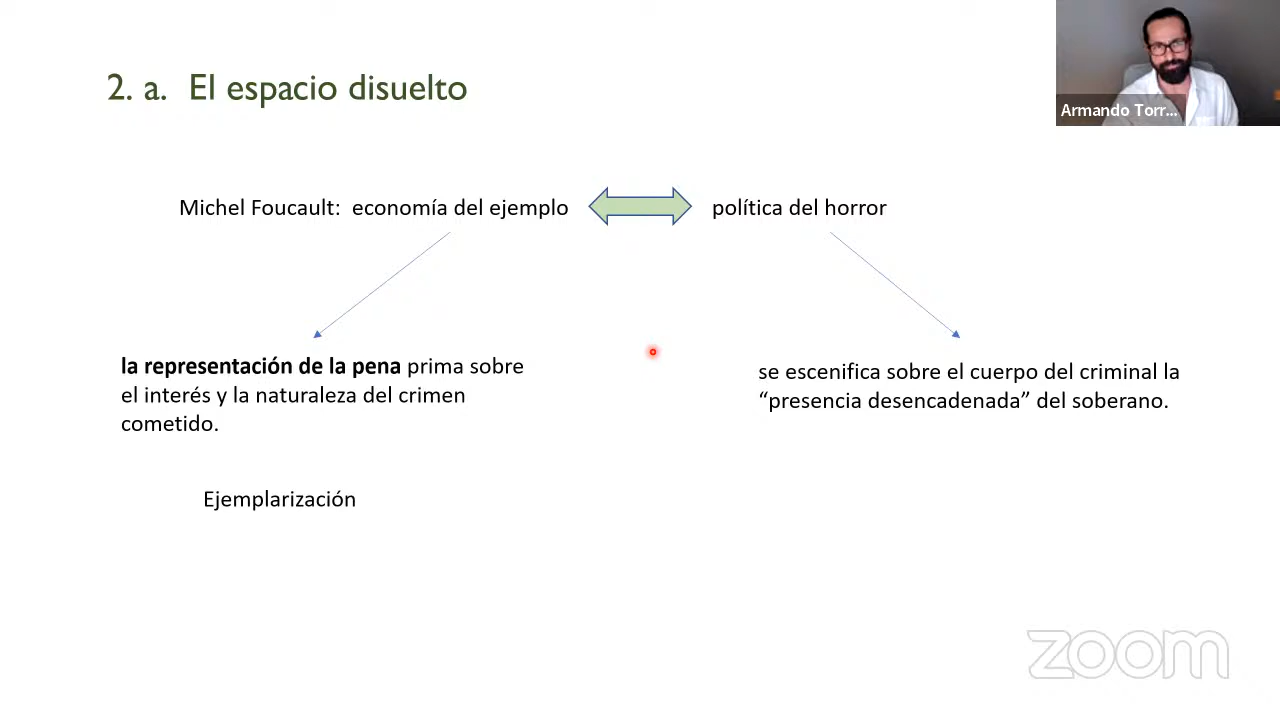 2. a. El espacio disuelto
Armando Torr...
Michel Foucault: economía del ejemplo
política del horror
la representación de la pena prima sobre
el interés y la naturaleza del crimen
cometido.
se escenifica sobre el cuerpo del criminal la
“presencia desencadenada” del soberano.
Ejemplarización
zoom